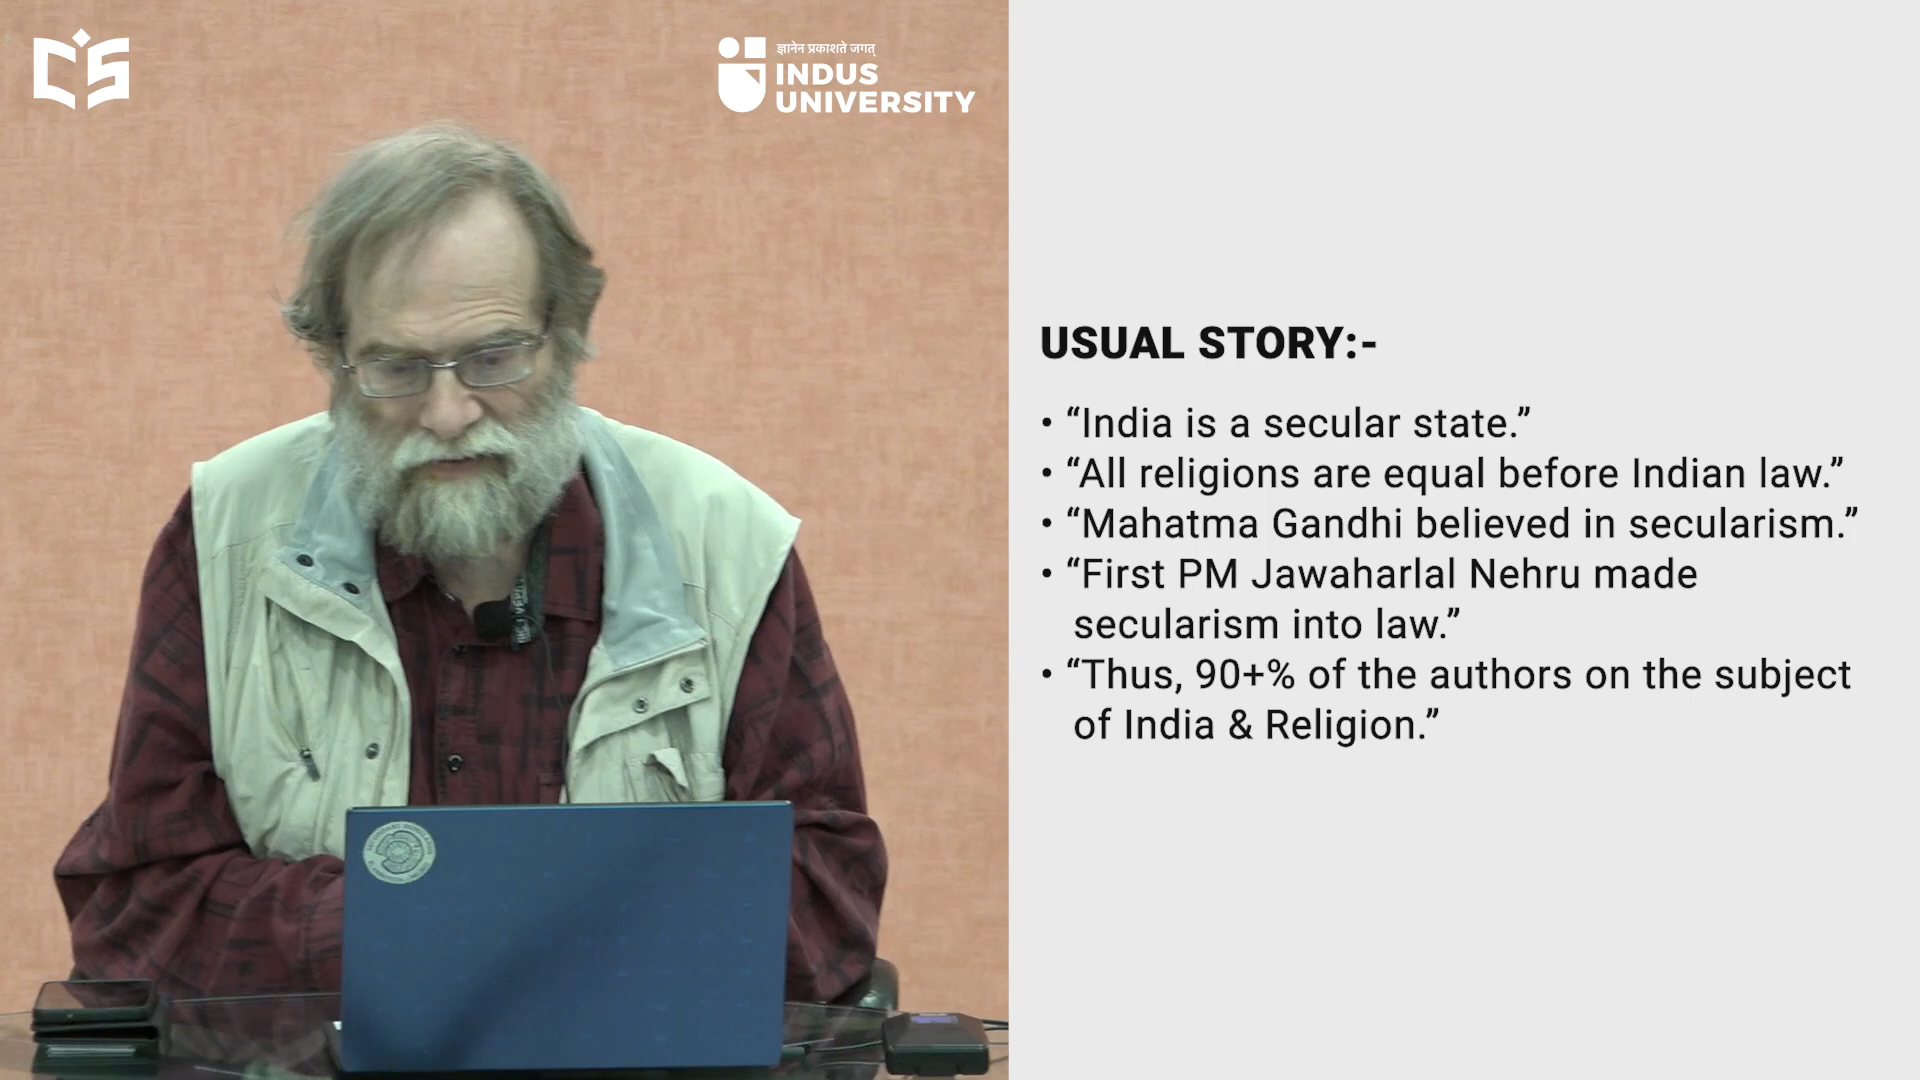 CIS
ज्ञानेन प्रकाशते जगत्
INDUS
UNIVERSITY
USUAL STORY:-
• “India is a secular state.”
• “All religions are equal before Indian law.”
• “Mahatma Gandhi believed in secularism.”
• “First PM Jawaharlal Nehru made
secularism into law.”
• “Thus, 90+% of the authors on the subject
of India & Religion.”